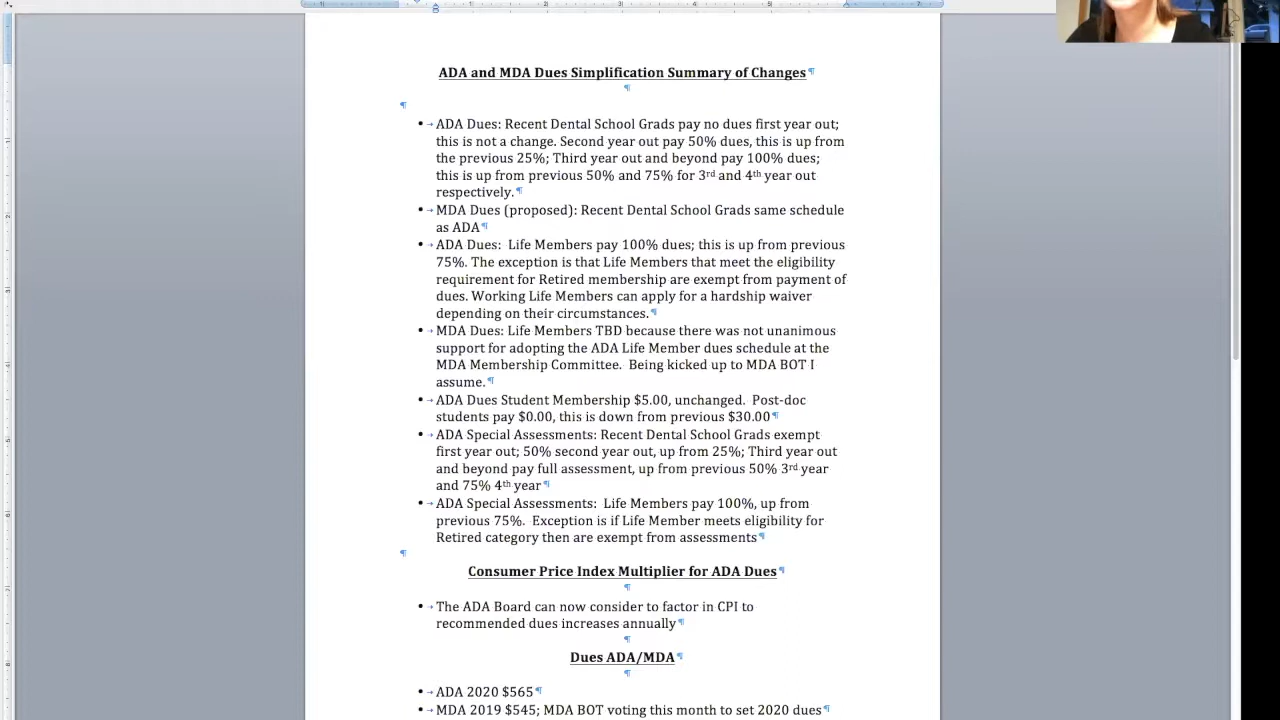 ADA and MDA Dues Simplification Summary of Changes
ADA Dues: Recent Dental School Grads pay no dues first year out;
this is not a change. Second year out pay 50% dues, this is up from
the previous 25%; Third year out and beyond pay 100% dues;
this is up from previous 50% and 75% for 3rd and 4th year out
respectively.
MDA Dues (proposed): Recent Dental School Grads same schedule
as ADA
ADA Dues: Life Members pay 100% dues; this is up from previous
75%. The exception is that Life Members that meet the eligibility
requirement for Retired membership are exempt from payment of
dues. Working Life Members can apply for a hardship waiver
depending on their circumstances.
MDA Dues: Life Members TBD because there was not unanimous
support for adopting the ADA Life Member dues schedule at the
MDA Membership Committee. Being kicked up to MDA BOT I
assume.
ADA Dues Student Membership $5.00, unchanged. Post-doc
students pay $0.00, this is down from previous $30.00
ADA Special Assessments: Recent Dental School Grads exempt
first year out; 50% second year out, up from 25%; Third year out
and beyond pay full assessment, up from previous 50% 3rd year
and 75% 4th year
ADA Special Assessments: Life Members pay 100%, up from
previous 75%. Exception is if Life Member meets eligibility for
Retired category then are exempt from assessments
Consumer Price Index Multiplier for ADA Dues
The ADA Board can now consider to factor in CPI to
recommended dues increases annually
Dues ADA/MDA
ADA 2020 $565
MDA 2019 $545; MDA BOT voting this month to set 2020 dues